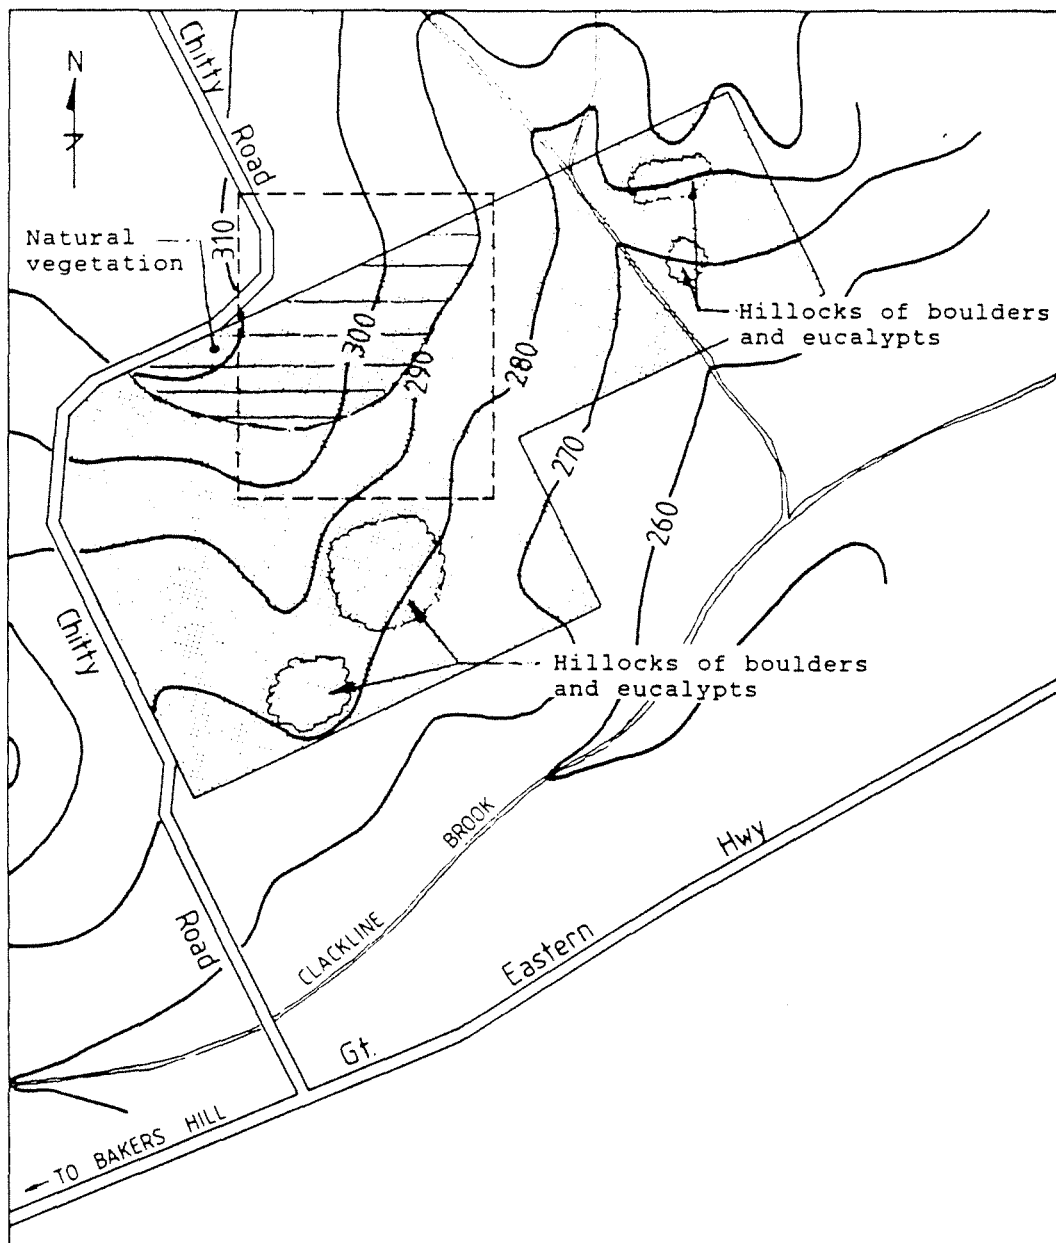 Chitty
Road
N
Natural
vegetation
310
300
290
280
270
260
Hillocks of boulders
and eucalypts
Chitty
Hillocks of boulders
and eucalypts
Road
CLACKLINE
BROOK
Gt.
Eastern
Hwy
TO BAKERS HILL